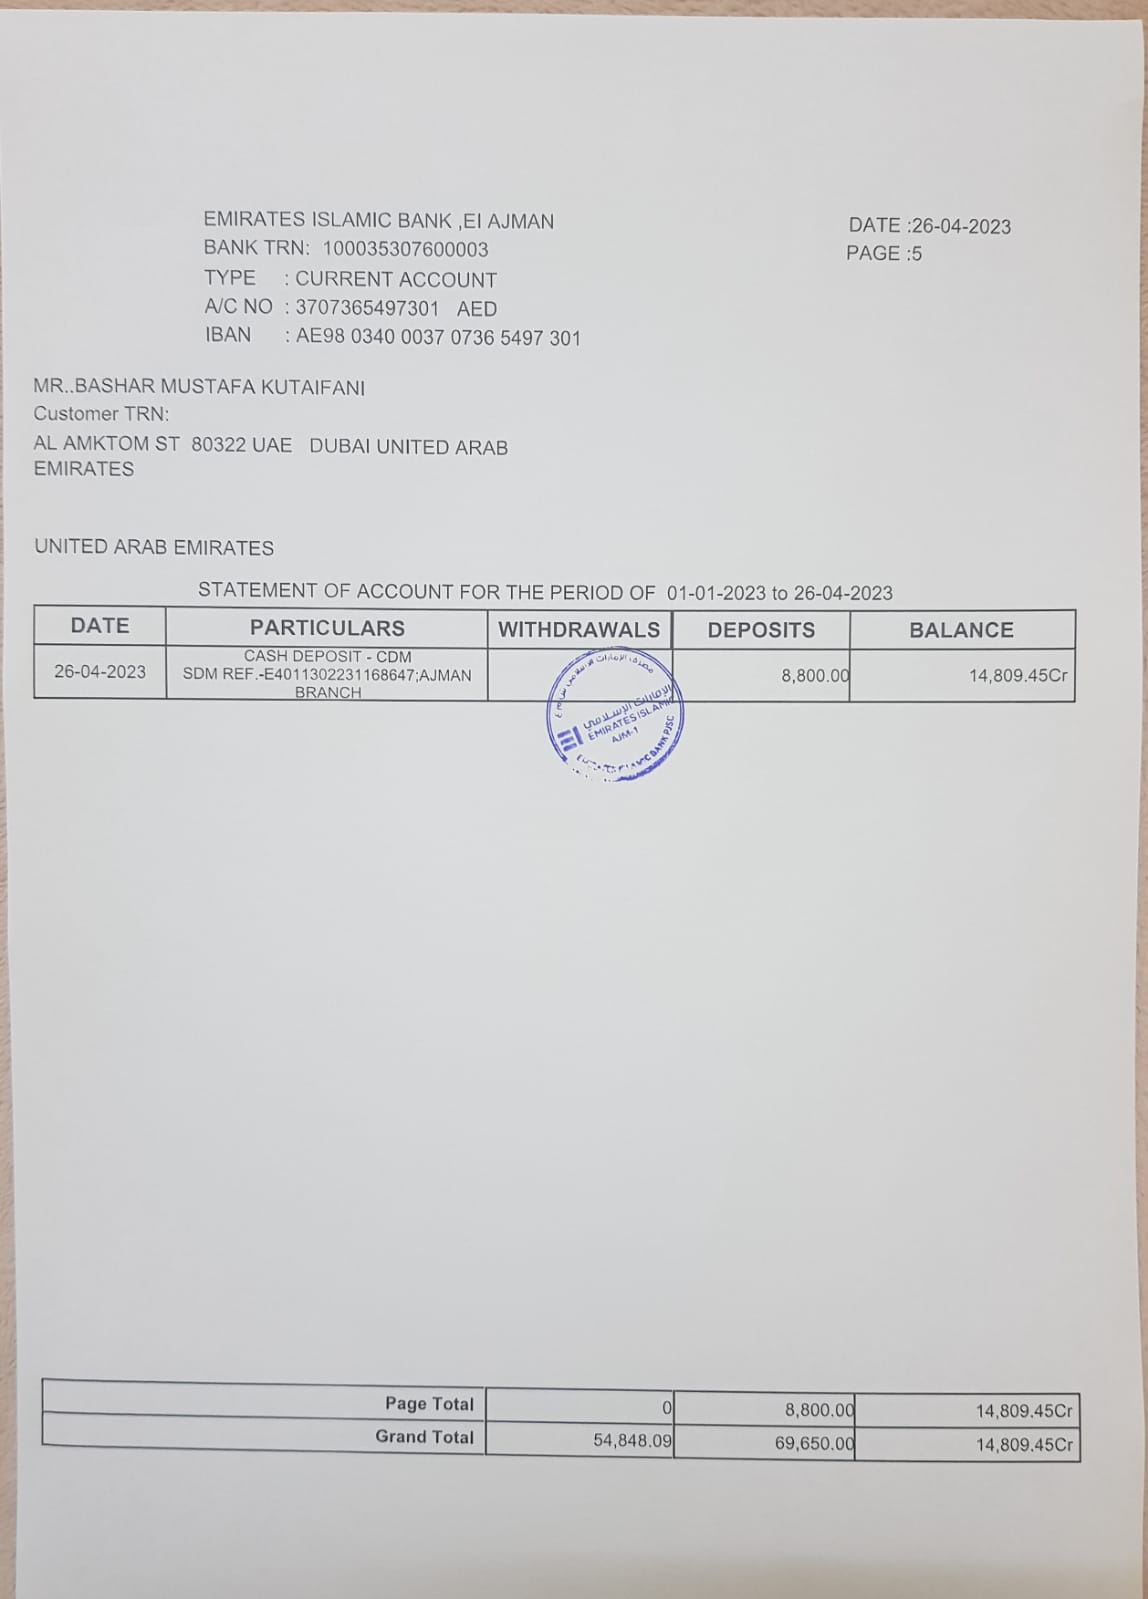 EMIRATES ISLAMIC BANK ,EI AJMAN
BANK TRN: 100035307600003
TYPE : CURRENT ACCOUNT
A/C NO : 3707365497301 AED
IBAN : AE98 0340 0037 0736 5497 301
DATE :26-04-2023
PAGE :5
MR..BASHAR MUSTAFA KUTAIFANI
Customer TRN:
AL AMKTOM ST 80322 UAE DUBAI UNITED ARAB
EMIRATES
UNITED ARAB EMIRATES
STATEMENT OF ACCOUNT FOR THE PERIOD OF 01-01-2023 to 26-04-2023
DATE PARTICULARS WITHDRAWALS DEPOSITS BALANCE
CASH DEPOSIT - CDM
26-04-2023 SDM REF.-E4011302231168647;AJMAN 8,800.00 14,809.45Cr
BRANCH
مصرف الإمارات الإسلامي
الإمارات الإسلامي
EMIRATES ISLAMIC
AJM-1
BANK PJSC
Page Total 0 8,800.00 14,809.45Cr
Grand Total 54,848.09 69,650.00 14,809.45Cr